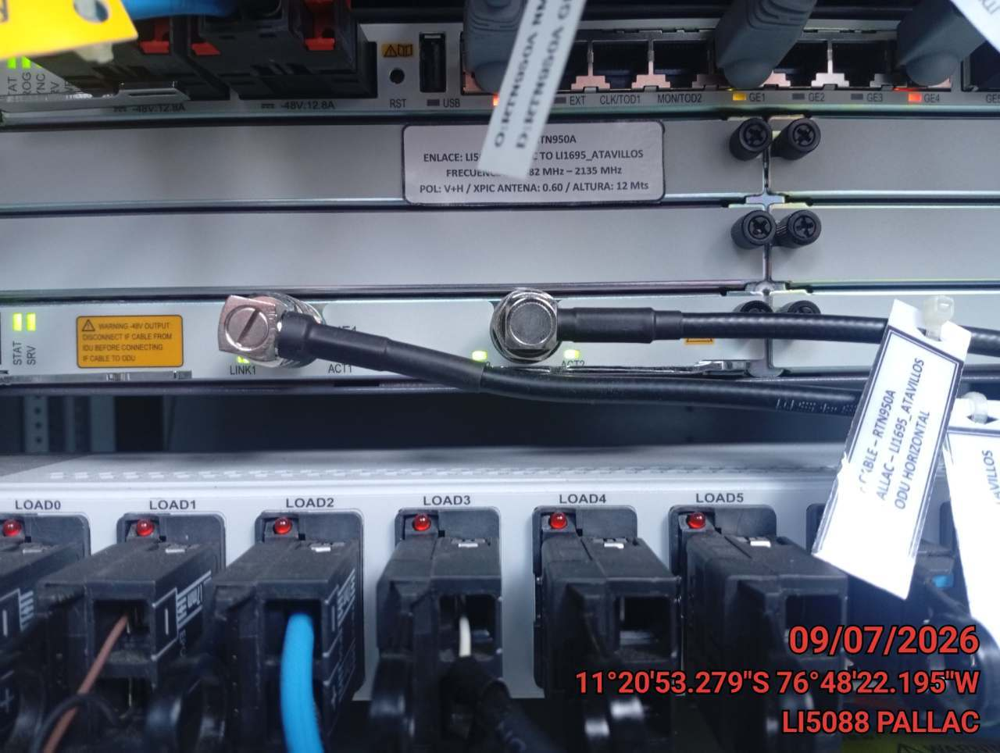 STAT
SRV
-48V;12.8A
-48V;12.8A
RST
USB
EXT
CLK/TOD1
MON/TOD2
GE1
GE2
GE3
GE4
RTN950A
ENLACE: LI5 C TO LI1695_ATAVILLOS
82 MHz – 2135 MHz
POL: V+H / XPIC ANTENA: 0.60 / ALTURA: 12 Mts
STAT
SRV
WARNING -48V OUTPUT
DISCONNECT IF CABLE FROM
IDU BEFORE CONNECTING
IF CABLE TO ODU
LINK1
ACT1
ACT2
– RTN950A
ALLAC – LI1695_ATAVILLOS
ODU HORIZONTAL
LOAD0
LOAD1
LOAD2
LOAD3
LOAD4
LOAD5
09/07/2026
11°20'53.279"S 76°48'22.195"W
LI5088 PALLAC